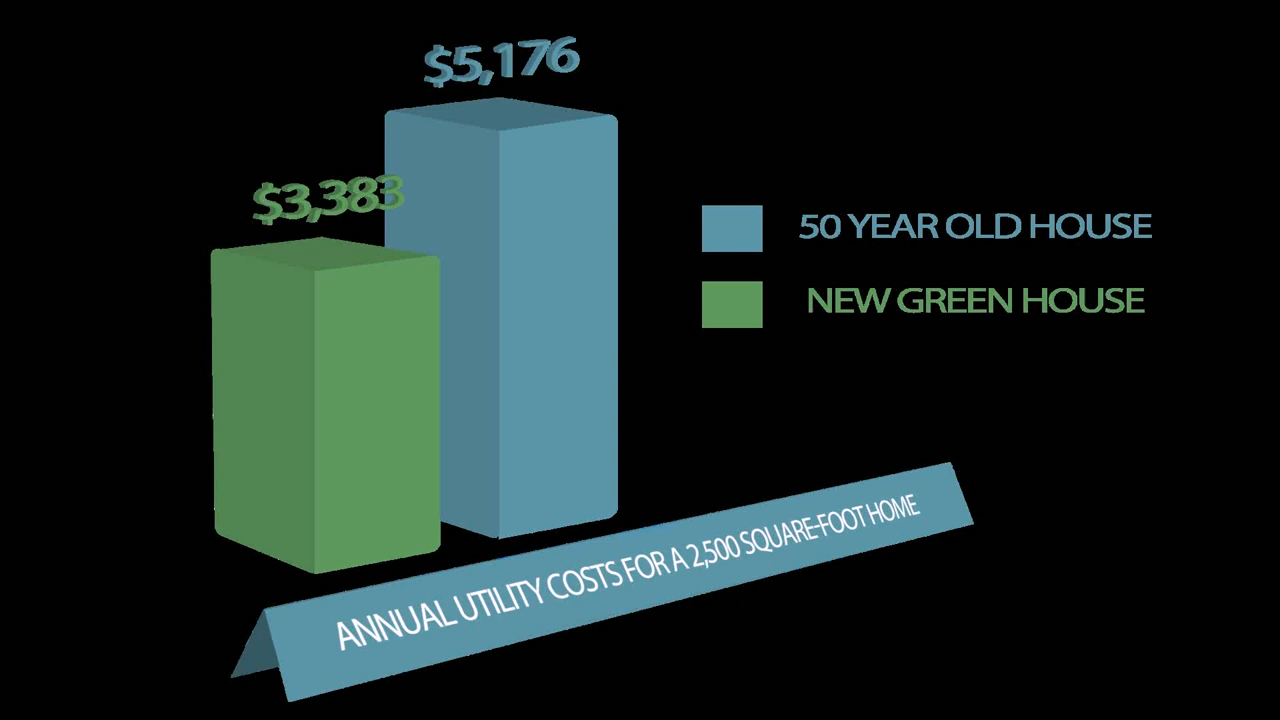 $5,176
$3,383
50 YEAR OLD HOUSE
NEW GREEN HOUSE
ANNUAL UTILITY COSTS FOR A 2,500 SQUARE-FOOT HOME